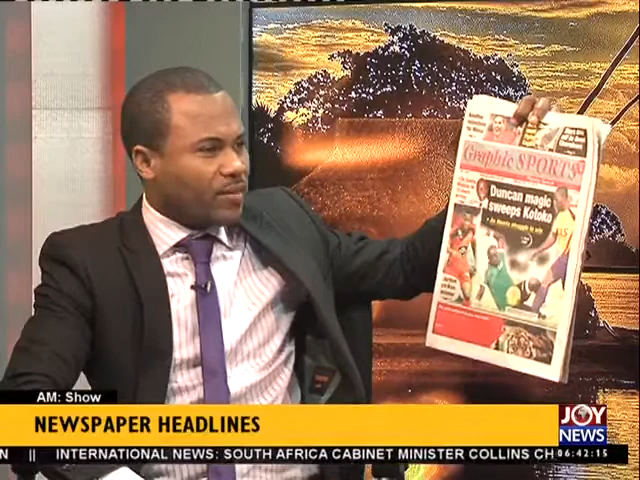 Graphic SPORTS
Duncan magic
sweeps Koloko
AM: Show
NEWSPAPER HEADLINES
JOY
NEWS
N || INTERNATIONAL NEWS: SOUTH AFRICA CABINET MINISTER COLLINS CH
06:42:15